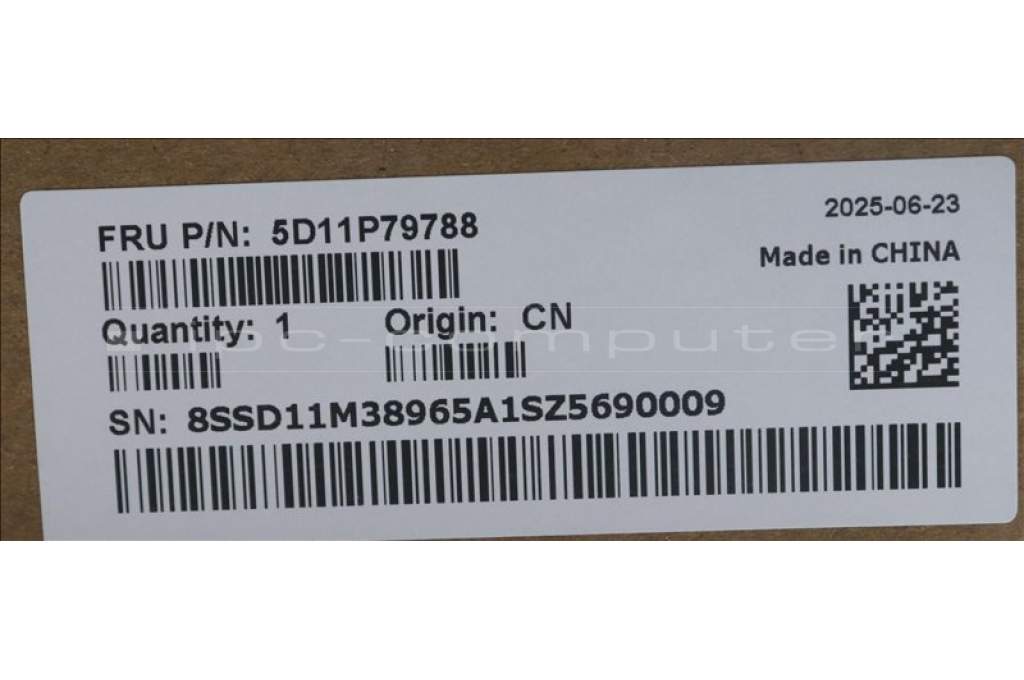 2025-06-23
FRU P/N: 5D11P79788
Made in CHINA
Quantity: 1 Origin: CN
SN: 8SSD11M38965A1SZ5690009